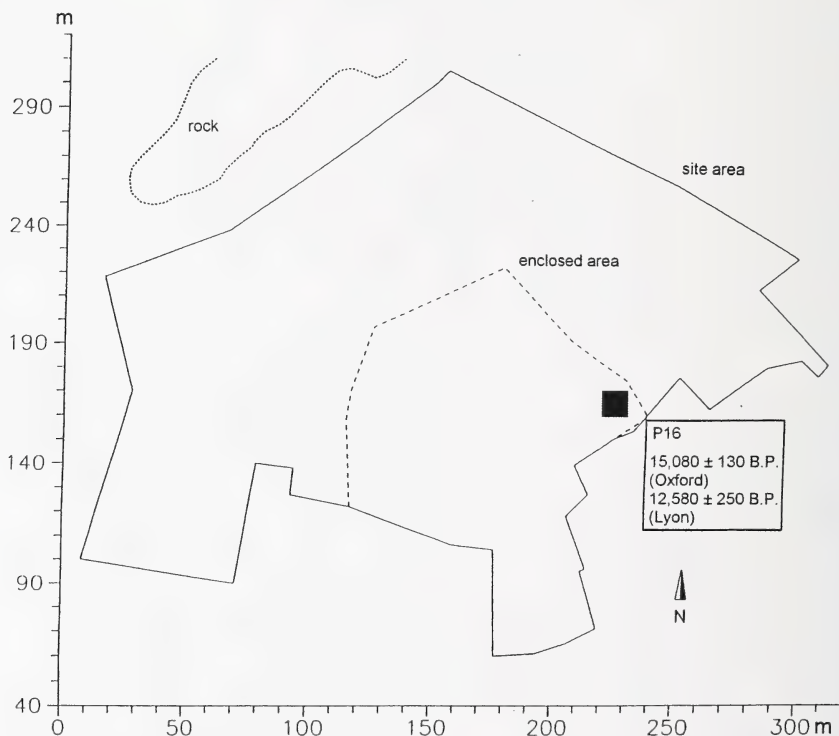 m
rock
290
site area
240
enclosed area
190
P16
15,080 ± 130 B.P.
(Oxford)
12,580 ± 250 B.P.
(Lyon)
140
90
N
40
0 50 100 150 200 250 300 m